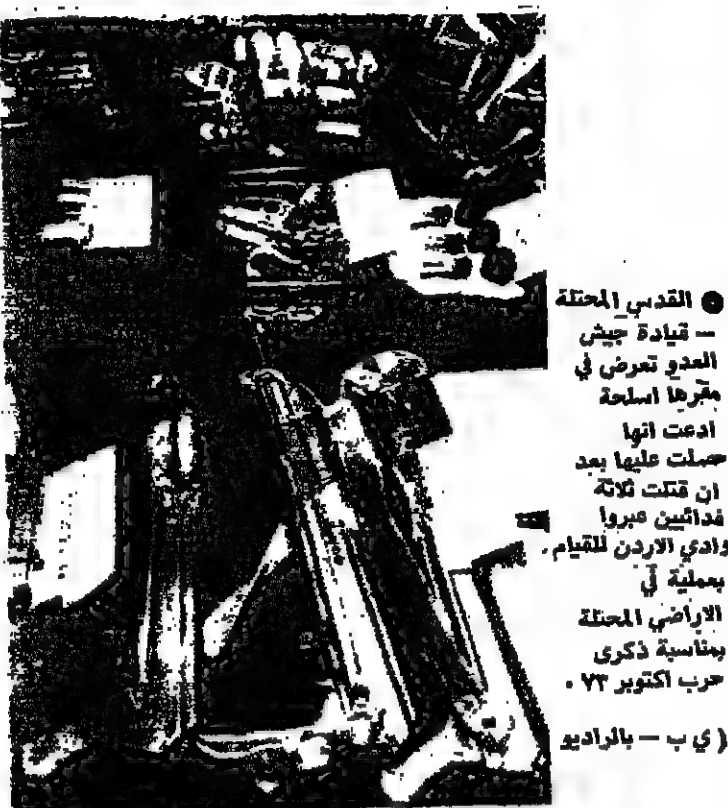 ● القدس المحتلة
— قيادة جيش
العدو تعرض في
مقرها اسلحة
ادعت انها
حصلت عليها بعد
ان قتلت ثلاثة
فدائيين عبروا
وادي الاردن للقيام
بعملية في
الاراضي المحتلة
بمناسبة ذكرى
حرب اكتوبر ٧٣ .
( ي ب — بالراديو